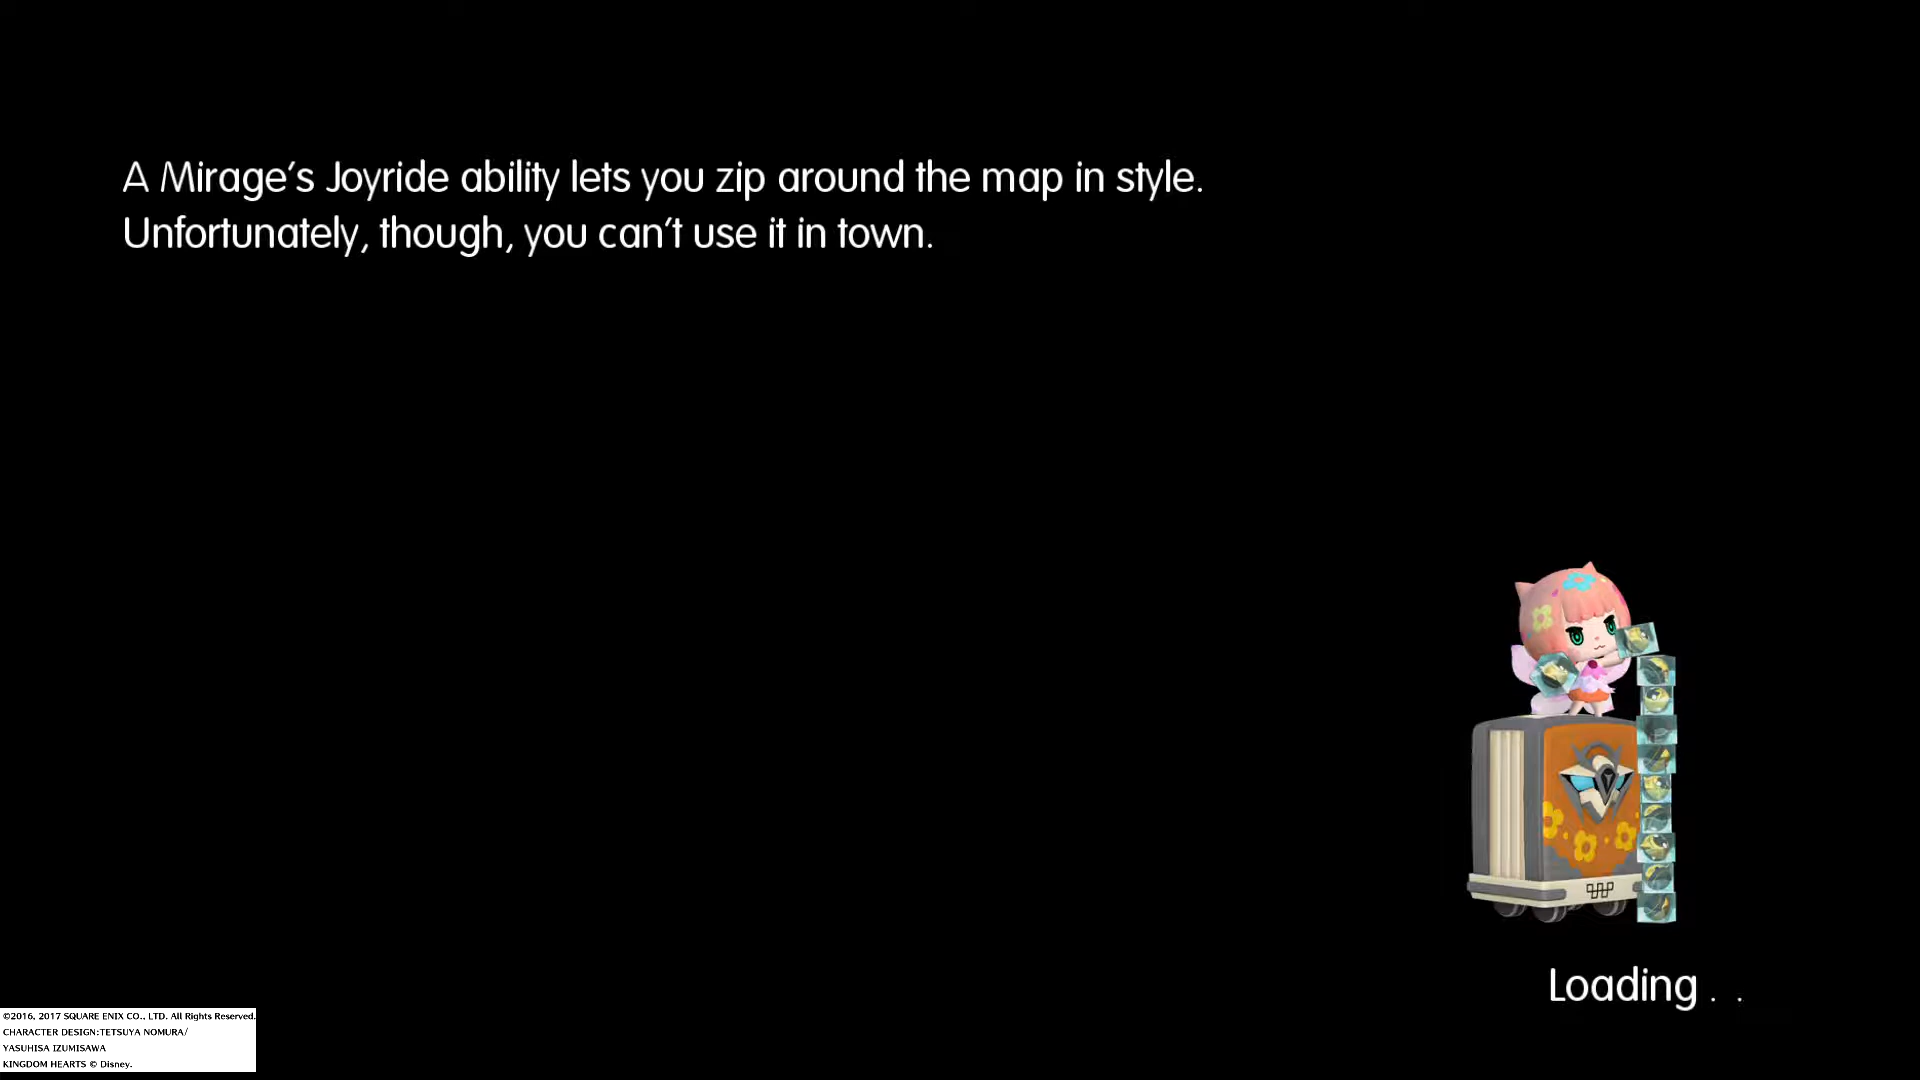 A Mirage's Joyride ability lets you zip around the map in style.
Unfortunately, though, you can't use it in town.
Loading . .
©2016, 2017 SQUARE ENIX CO., LTD. All Rights Reserved.
CHARACTER DESIGN:TETSUYA NOMURA/
YASUHISA IZUMISAWA
KINGDOM HEARTS © Disney.